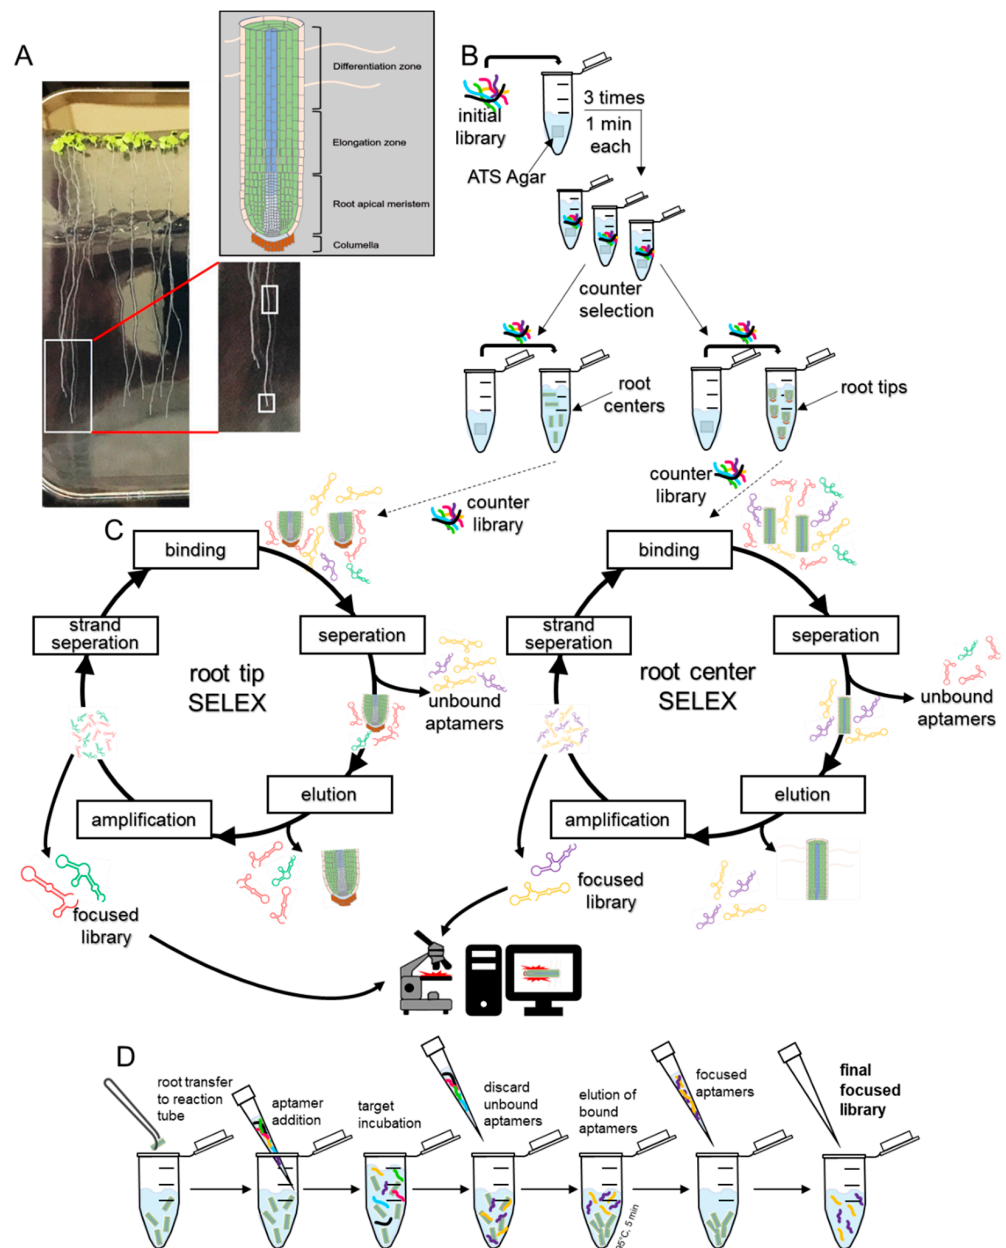 A
Differentiation zone
Elongation zone
Root apical meristem
Columella
B
initial
library
3 times
1 min
each
ATS Agar
counter
selection
root
centers
root tips
counter
library
counter
library
C
binding
seperation
elution
amplification
strand
seperation
root tip
SELEX
unbound
aptamers
focused
library
binding
seperation
elution
amplification
strand
seperation
root center
SELEX
unbound
aptamers
focused
library
D
root transfer
to reaction
tube
aptamer
addition
target
incubation
discard
unbound
aptamers
elution of
bound
aptamers
focused
aptamers
final
focused
library
95°C, 5 min